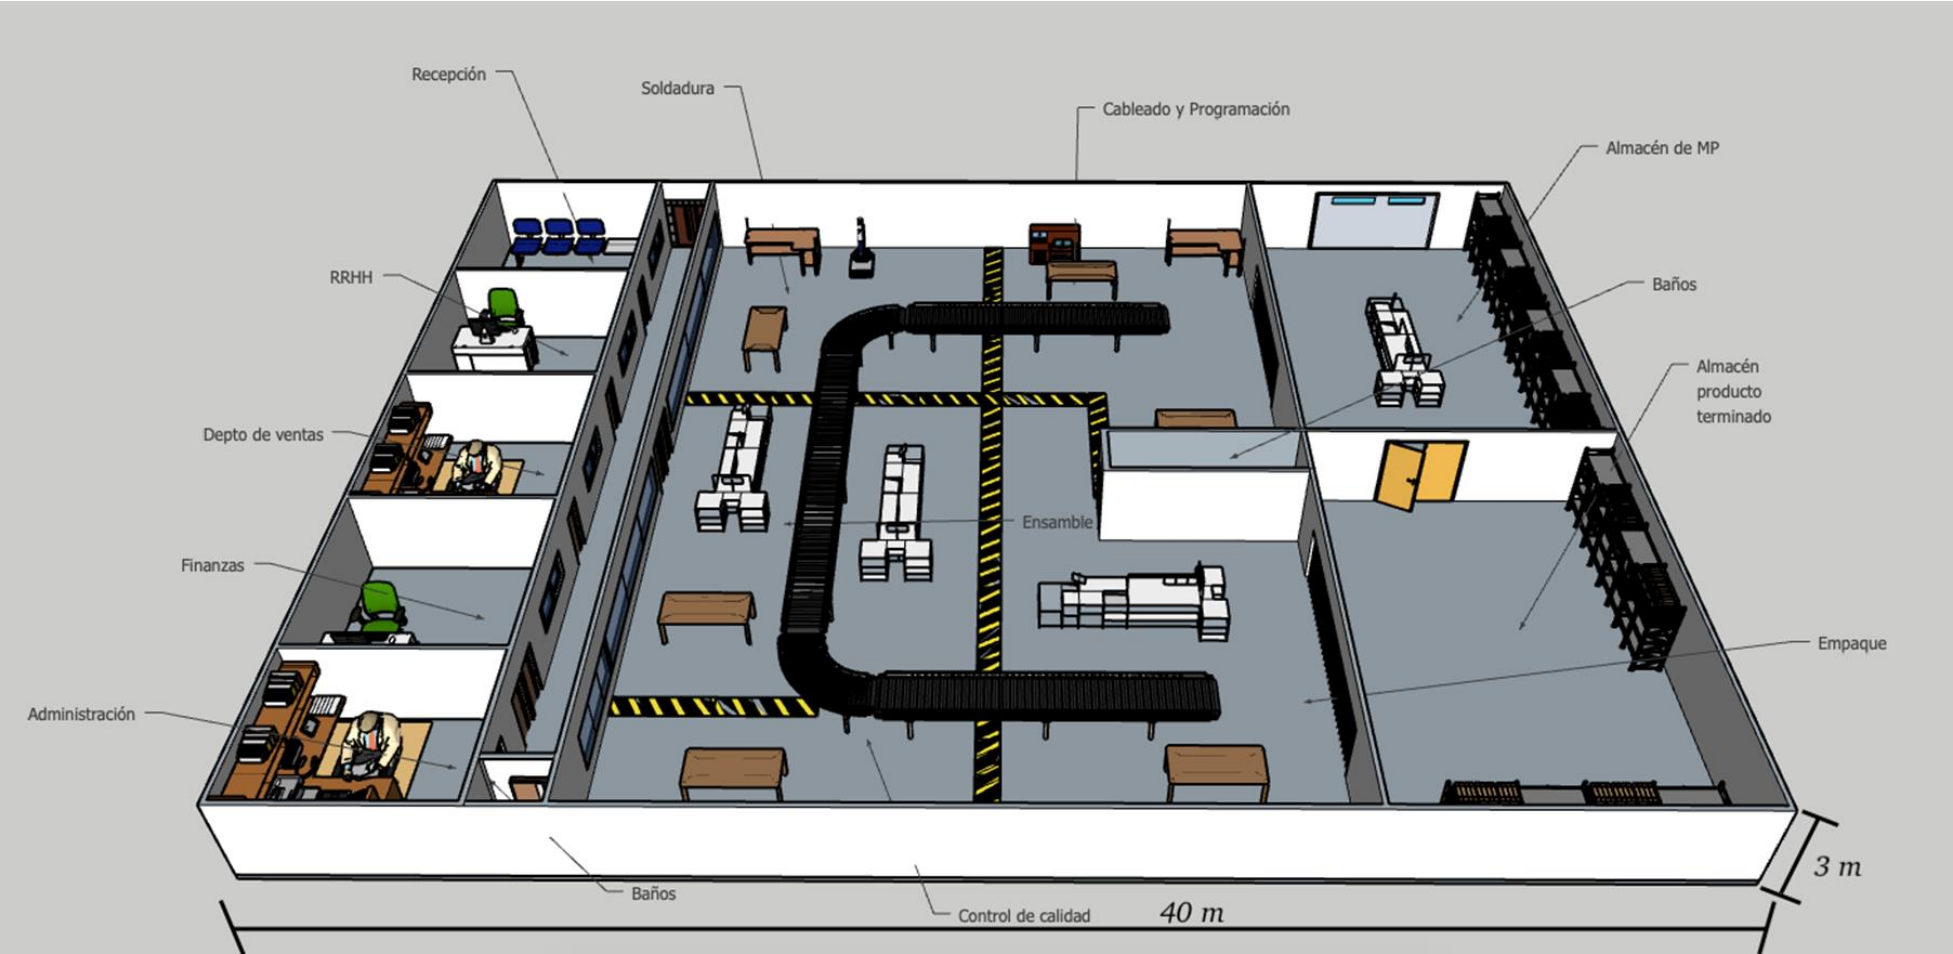 Recepción
Soldadura
Cableado y Programación
Almacén de MP
RRHH
Baños
Almacén
producto
terminado
Depto de ventas
Ensamble
Finanzas
Empaque
Administración
3 m
Baños
Control de calidad
40 m